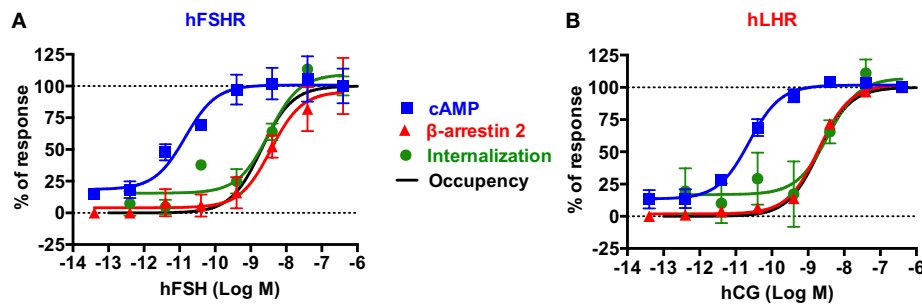 A
hFSHR
% of response
125
100
75
50
25
0
-25
cAMP
β-arrestin 2
Internalization
Occupancy
-14 -13 -12 -11 -10 -9 -8 -7 -6
hFSH (Log M)
B
hLHR
% of response
125
100
75
50
25
0
-25
-14 -13 -12 -11 -10 -9 -8 -7 -6
hCG (Log M)